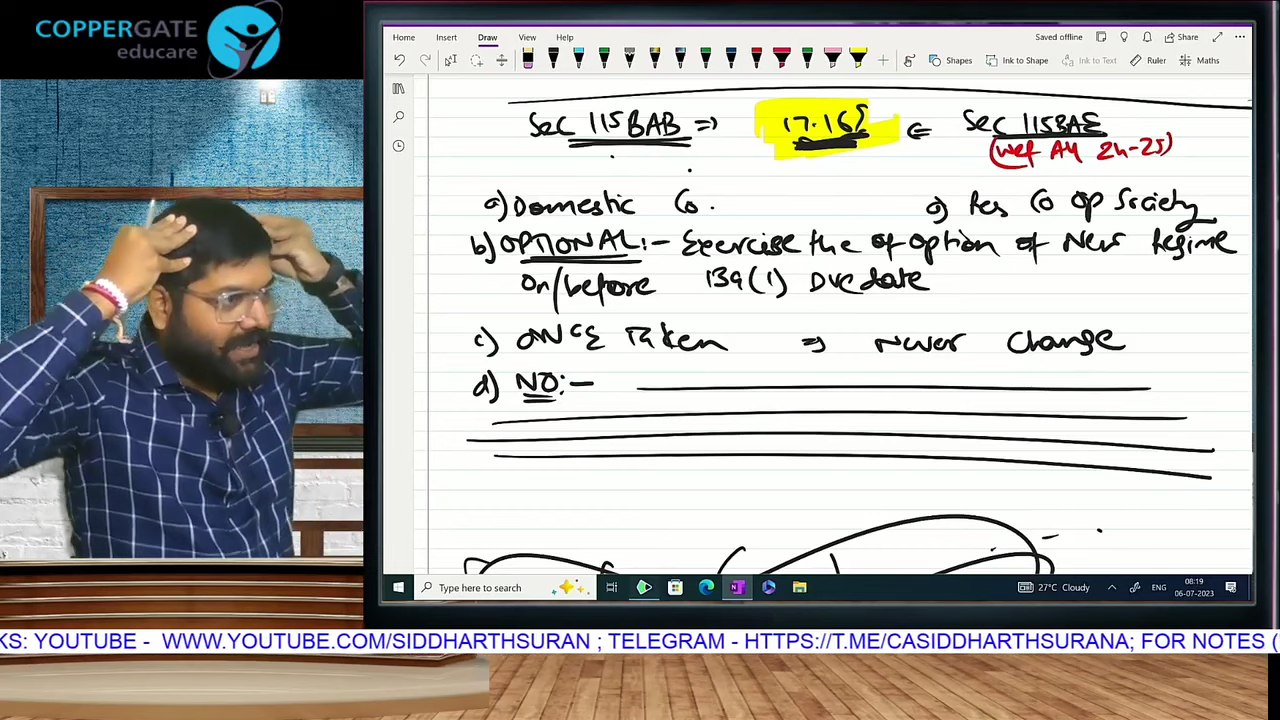 COPPERGATE
educare
Home Insert Draw View Help
Saved offline
Share
Shapes
Ink to Shape
Ink to Text
Ruler
Maths
Sec 115BAB ⇒ 17.16% ⇐ Sec 115BAE
(wef AY 24-25)
a) Domestic Co. a) Res Co op Society
b) OPTIONAL:- Exercise the of option of New Regime
on/before 139(1) Due date
c) ONCE Taken ⇒ Never Change
d) NO:-
Type here to search
27°C Cloudy
ENG
08:19
06-07-2023
KS: YOUTUBE - WWW.YOUTUBE.COM/SIDDHARTHSURAN ; TELEGRAM - HTTPS://T.ME/CASIDDHARTHSURANA; FOR NOTES (